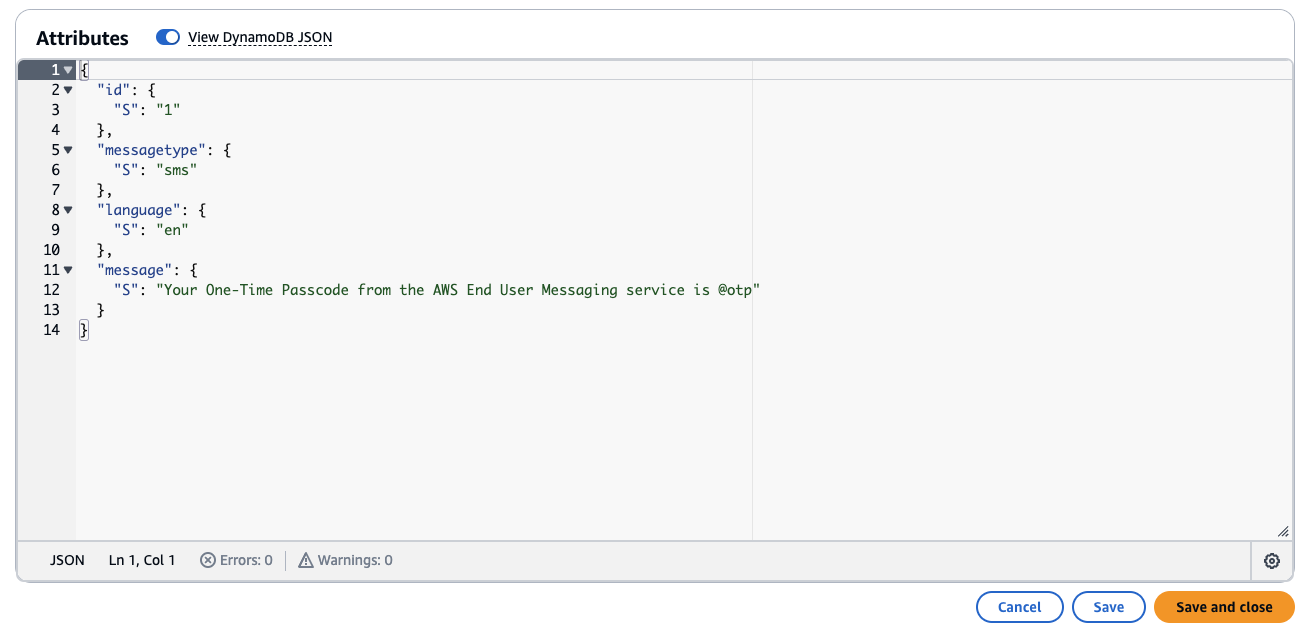 Attributes View DynamoDB JSON
1 {
2 "id": {
3 "S": "1"
4 },
5 "messagetype": {
6 "S": "sms"
7 },
8 "language": {
9 "S": "en"
10 },
11 "message": {
12 "S": "Your One-Time Passcode from the AWS End User Messaging service is @otp"
13 }
14 }
JSON Ln 1, Col 1 Errors: 0 Warnings: 0
Cancel Save Save and close